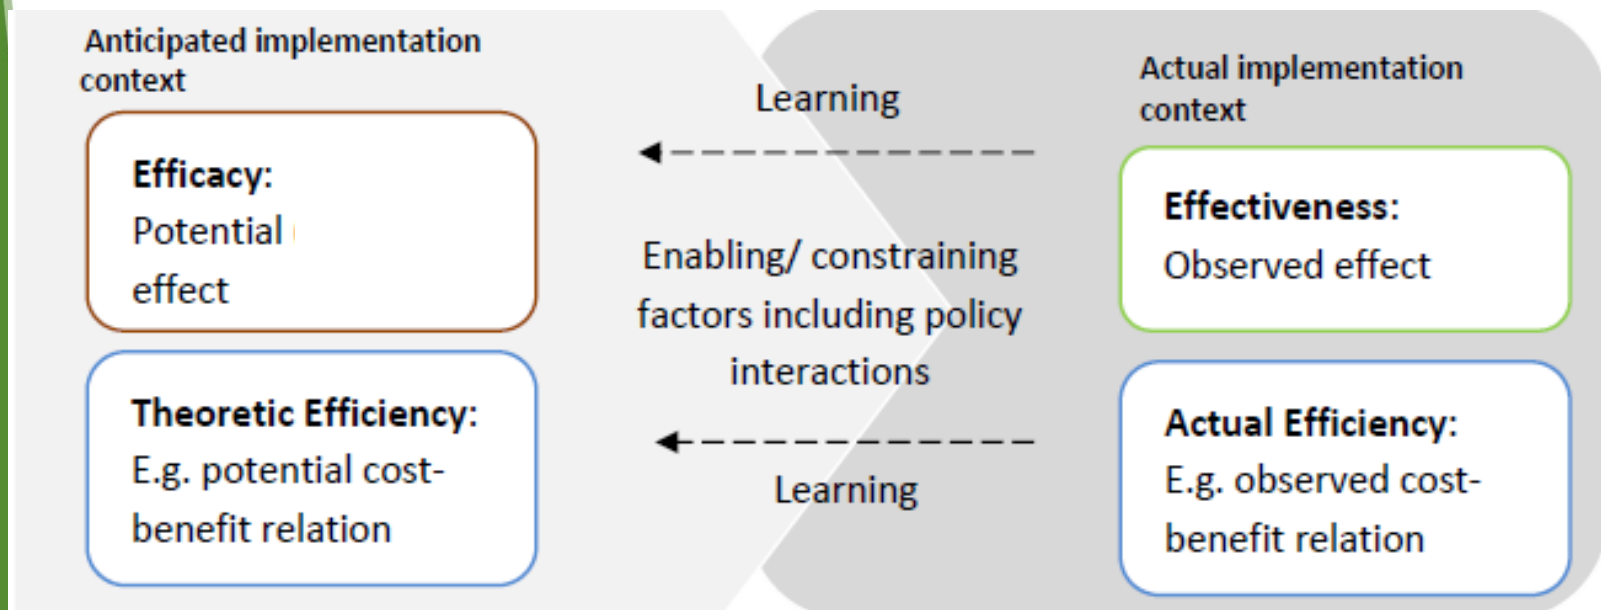 Anticipated implementation
context
Efficacy:
Potential
effect
Theoretic Efficiency:
E.g. potential cost-
benefit relation
Learning
Enabling/ constraining
factors including policy
interactions
Learning
Actual implementation
context
Effectiveness:
Observed effect
Actual Efficiency:
E.g. observed cost-
benefit relation